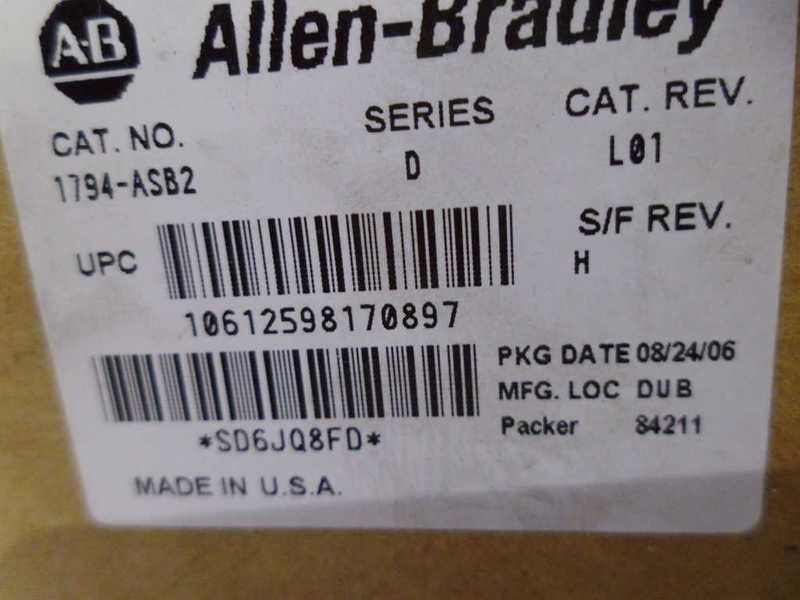 A-B Allen-Bradley
CAT. NO. SERIES CAT. REV.
1794-ASB2 D L01
UPC S/F REV.
H
10612598170897
PKG DATE 08/24/06
MFG. LOC DUB
*SD6JQ8FD* Packer 84211
MADE IN U.S.A.